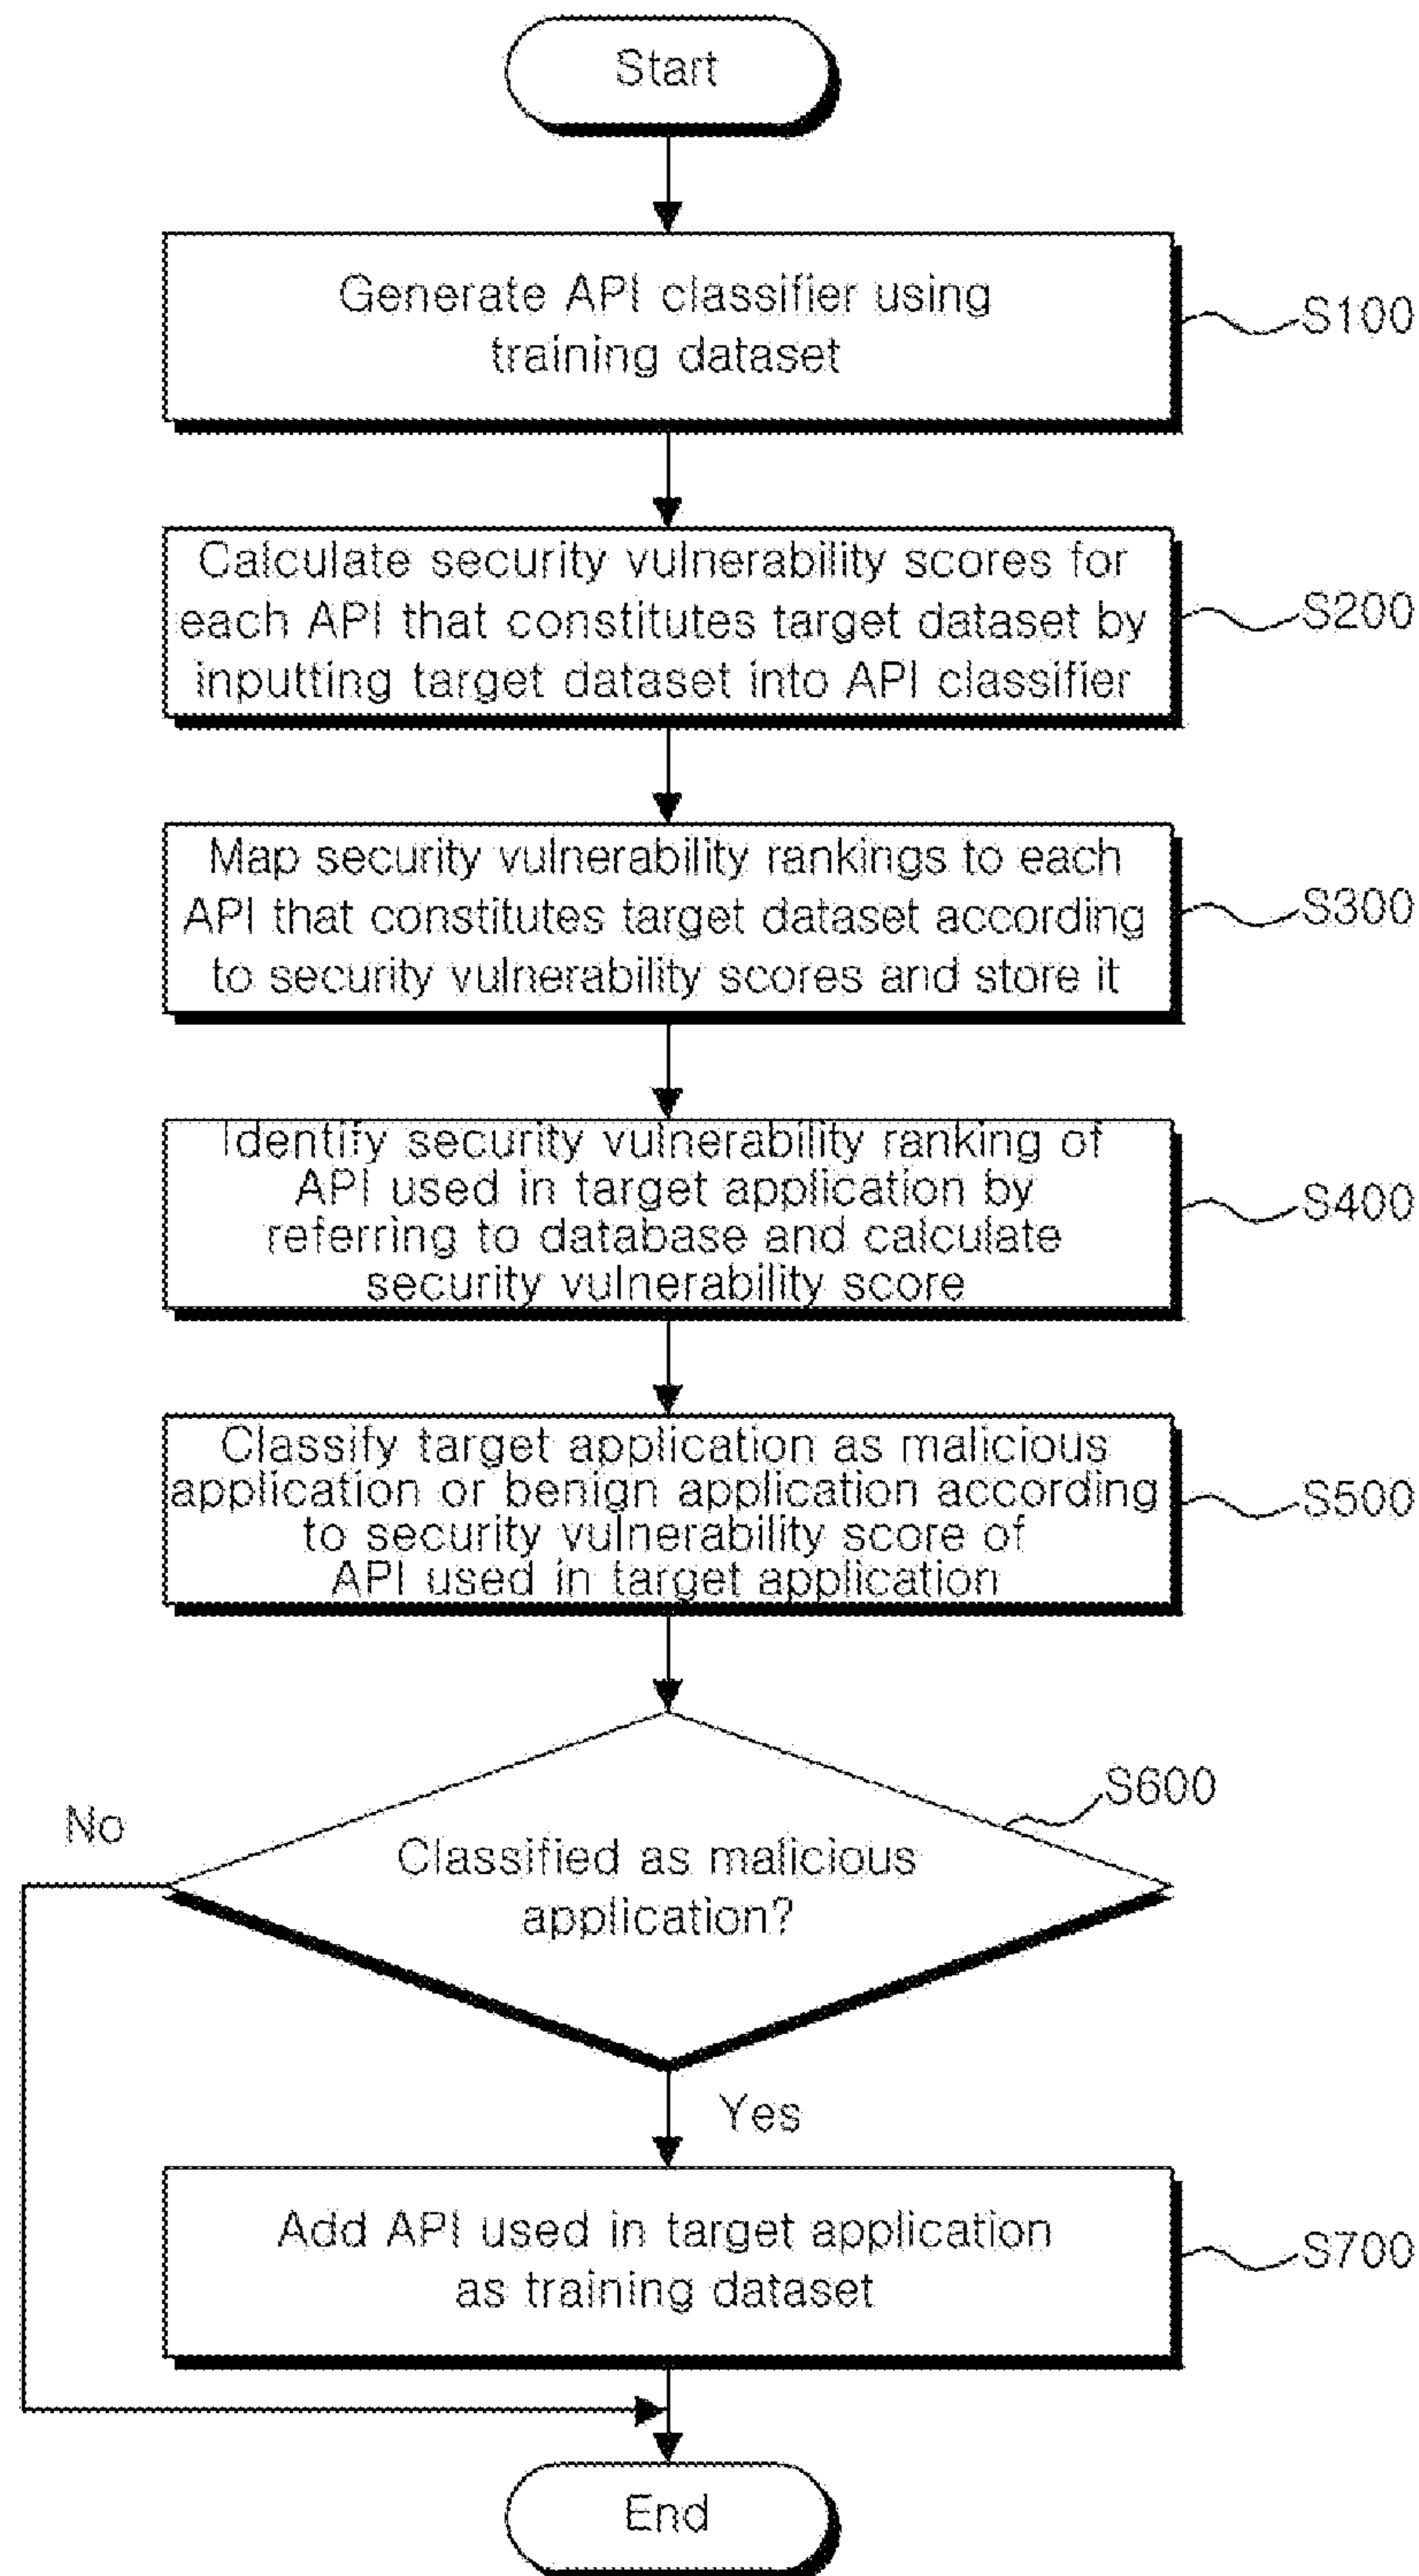 Start
Generate API classifier using
training dataset
S100
Calculate security vulnerability scores for
each API that constitutes target dataset by
inputting target dataset into API classifier
S200
Map security vulnerability rankings to each
API that constitutes target dataset according
to security vulnerability scores and store it
S300
Identify security vulnerability ranking of
API used in target application by
referring to database and calculate
security vulnerability score
S400
Classify target application as malicious
application or benign application according
to security vulnerability score of
API used in target application
S500
S600
No
Classified as malicious
application?
Yes
Add API used in target application
as training dataset
S700
End